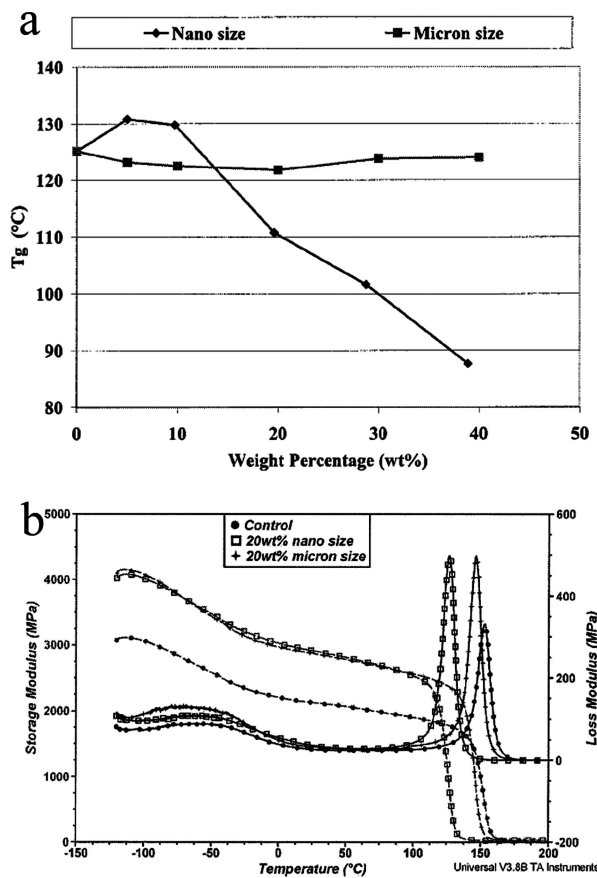 a
Nano size
Micron size
140
130
120
110
100
90
80
Tg (°C)
0
10
20
30
40
50
Weight Percentage (wt%)
b
Control
20wt% nano size
20wt% micron size
5000
4000
3000
2000
1000
0
Storage Modulus (MPa)
600
400
200
0
-200
Loss Modulus (MPa)
-150
-100
-50
0
50
100
150
200
Temperature (°C)
Universal V3.8B TA Instruments